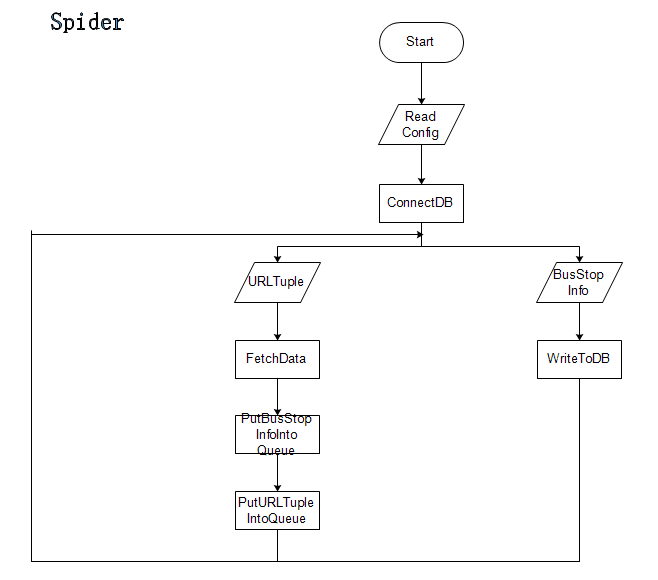 Spider
Start
Read
Config
ConnectDB
URLTuple
BusStop
Info
FetchData
WriteToDB
PutBusStop
InfoInto
Queue
PutURLTuple
IntoQueue